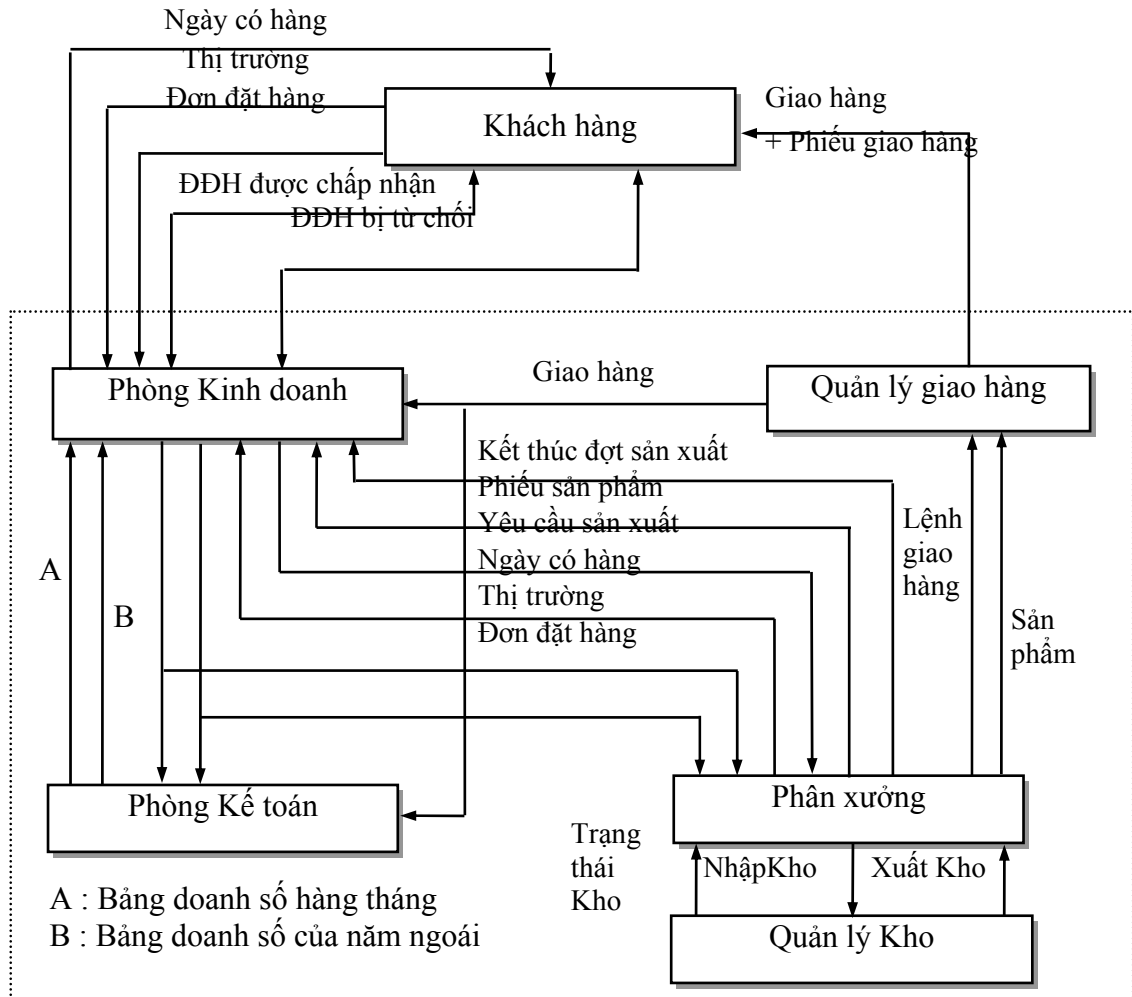 Ngày có hàng
Thị trường
Đơn đặt hàng
Khách hàng
Giao hàng
+ Phiếu giao hàng
ĐĐH được chấp nhận
ĐĐH bị từ chối
Phòng Kinh doanh
Giao hàng
Quản lý giao hàng
Kết thúc đợt sản xuất
Phiếu sản phẩm
Yêu cầu sản xuất
Ngày có hàng
Thị trường
Đơn đặt hàng
Lệnh
giao
hàng
Sản
phẩm
A
B
Phòng Kế toán
Phân xưởng
Trạng
thái
Kho
NhậpKho
Xuất Kho
Quản lý Kho
A : Bảng doanh số hàng tháng
B : Bảng doanh số của năm ngoái